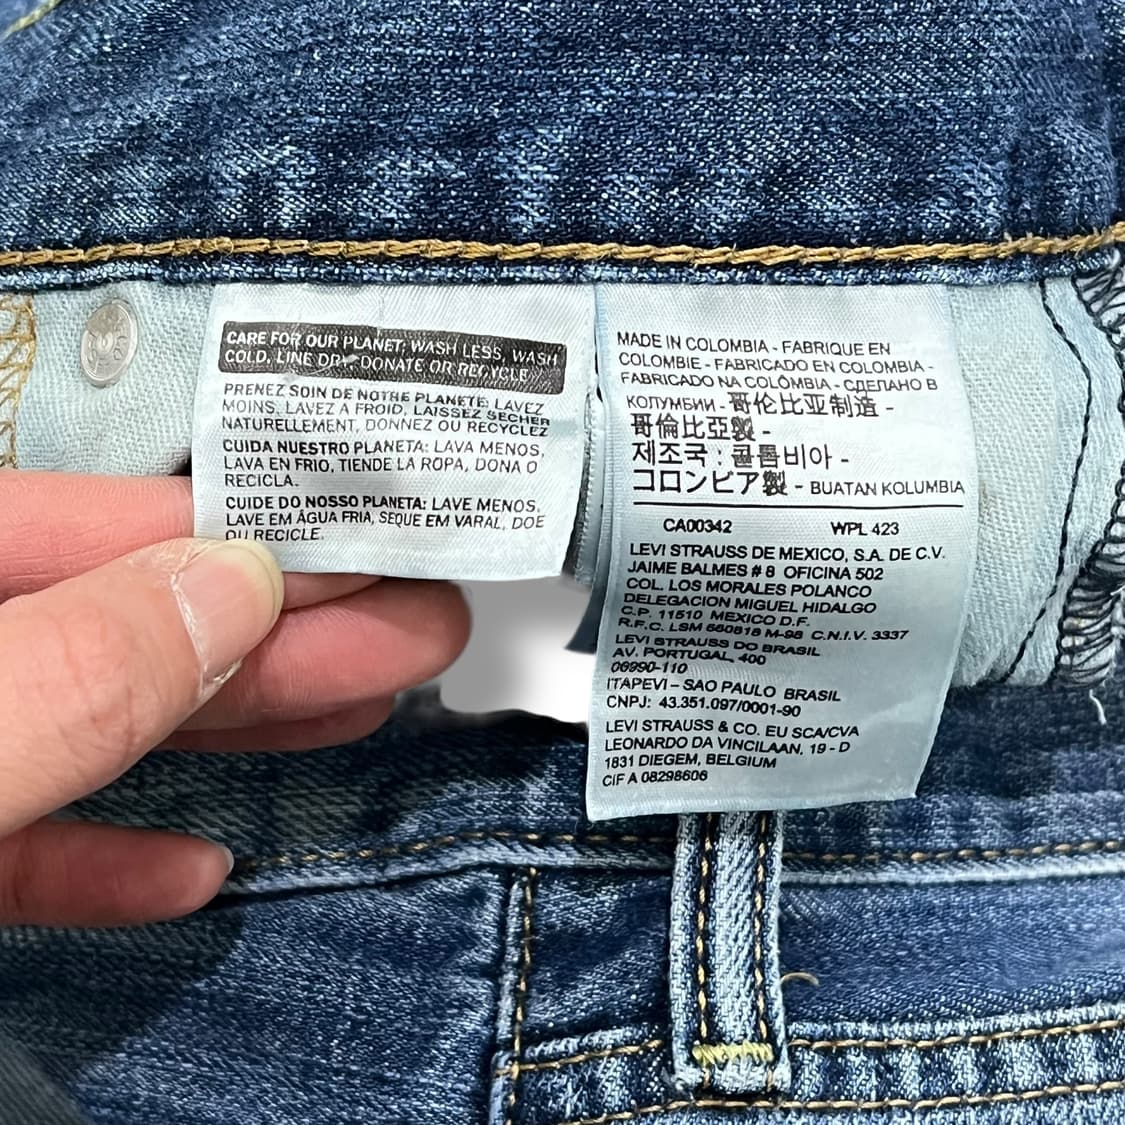 CARE FOR OUR PLANET: WASH LESS, WASH
COLD, LINE DRY, DONATE OR RECYCLE
PRENEZ SOIN DE NOTRE PLANETE: LAVEZ
MOINS, LAVEZ A FROID, LAISSEZ SECHER
NATURELLEMENT, DONNEZ OU RECYCLEZ
CUIDA NUESTRO PLANETA: LAVA MENOS,
LAVA EN FRIO, TIENDE LA ROPA, DONA O
RECICLA.
CUIDE DO NOSSO PLANETA: LAVE MENOS,
LAVE EM ÁGUA FRIA, SEQUE EM VARAL, DOE
OU RECICLE.
MADE IN COLOMBIA - FABRIQUE EN
COLOMBIE - FABRICADO EN COLOMBIA -
FABRICADO NA COLÔMBIA - СДЕЛАНО В
КОЛУМБИИ - 哥伦比亚制造 -
哥倫比亞製 -
제조국 : 콜롬비아 -
コロンビア製 - BUATAN KOLUMBIA
CA00342 WPL 423
LEVI STRAUSS DE MEXICO, S.A. DE C.V.
JAIME BALMES # 8 OFICINA 502
COL. LOS MORALES POLANCO
DELEGACION MIGUEL HIDALGO
C.P. 11510 MEXICO D.F.
R.F.C. LSM 660818 M-98 C.N.I.V. 3337
LEVI STRAUSS DO BRASIL
AV. PORTUGAL, 400
06690-110
ITAPEVI - SAO PAULO BRASIL
CNPJ: 43.351.097/0001-90
LEVI STRAUSS & CO. EU SCA/CVA
LEONARDO DA VINCILAAN, 19 - D
1831 DIEGEM, BELGIUM
CIF A 08298606